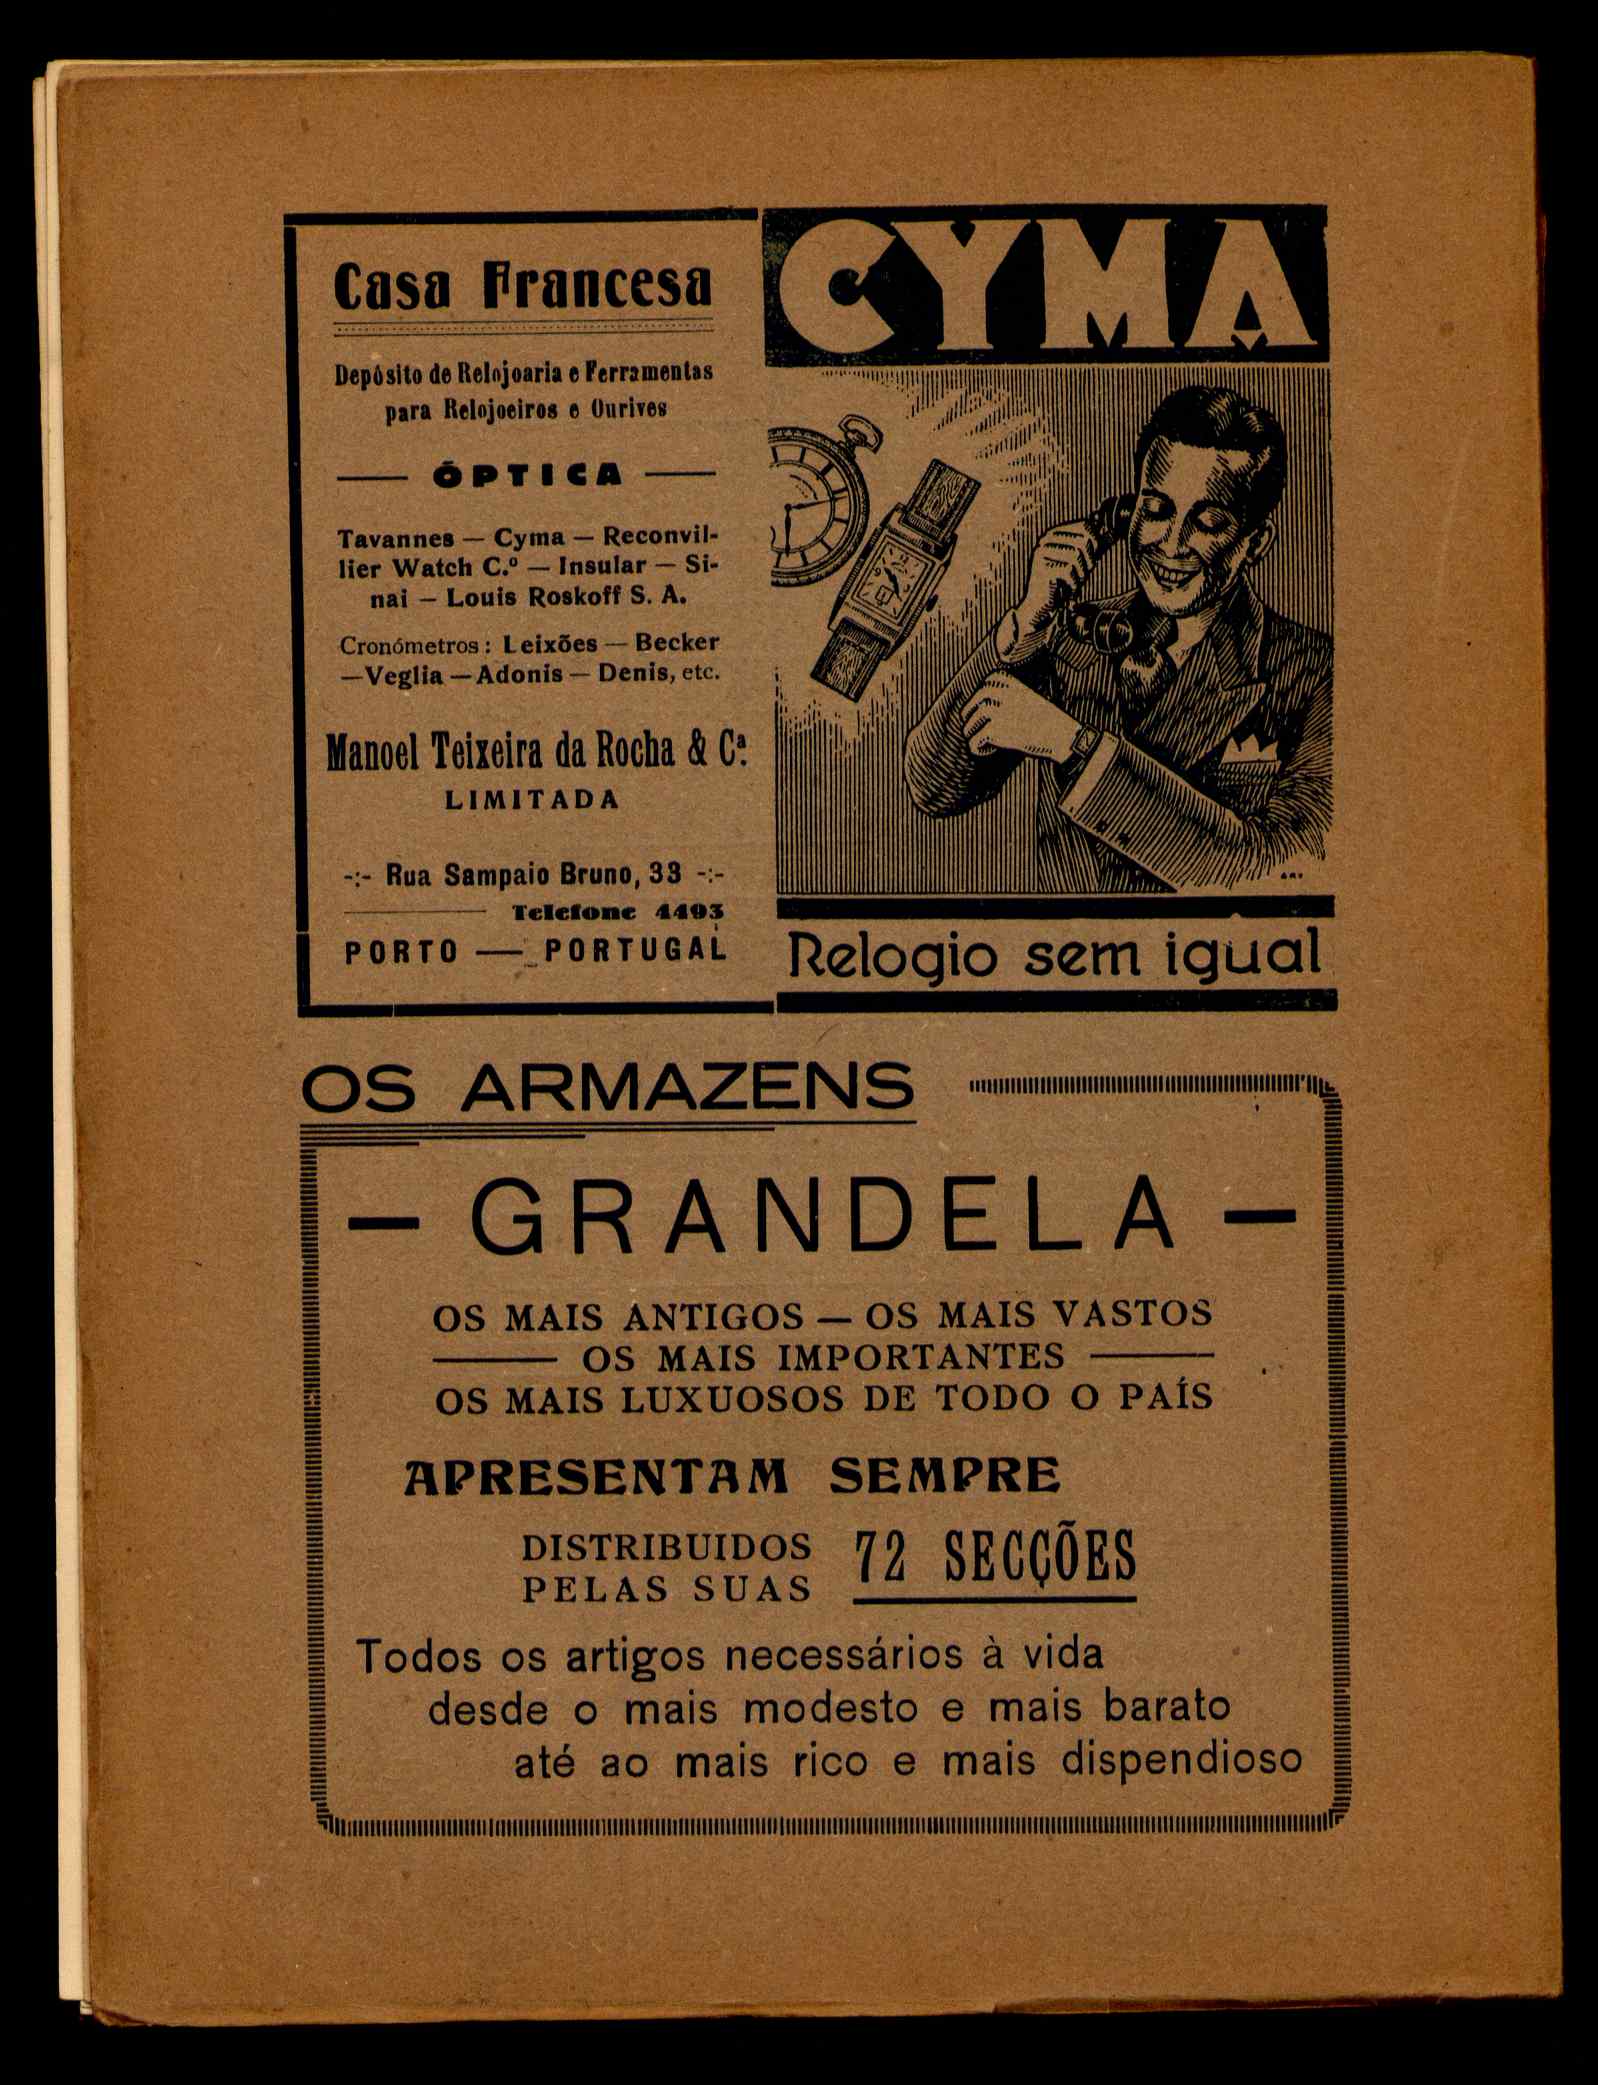 Casa Francesa
Depósito de Relojoaria e Ferramentas
para Relojoeiros e Ourives
— ÓPTICA —
Tavannes — Cyma — Reconvil-
lier Watch C.º — Insular — Si-
nai — Louis Roskoff S. A.
Cronómetros : Leixões — Becker
— Veglia — Adonis — Denis, etc.
Manoel Teixeira da Rocha & Cª.
LIMITADA
-:- Rua Sampaio Bruno, 33 -:-
Telefone 4493
PORTO — PORTUGAL
CYMA
Relogio sem igual
OS ARMAZENS
— GRANDELA —
OS MAIS ANTIGOS — OS MAIS VASTOS
— OS MAIS IMPORTANTES —
OS MAIS LUXUOSOS DE TODO O PAÍS
APRESENTAM SEMPRE
DISTRIBUIDOS
PELAS SUAS 72 SECÇÕES
Todos os artigos necessários à vida
desde o mais modesto e mais barato
até ao mais rico e mais dispendioso